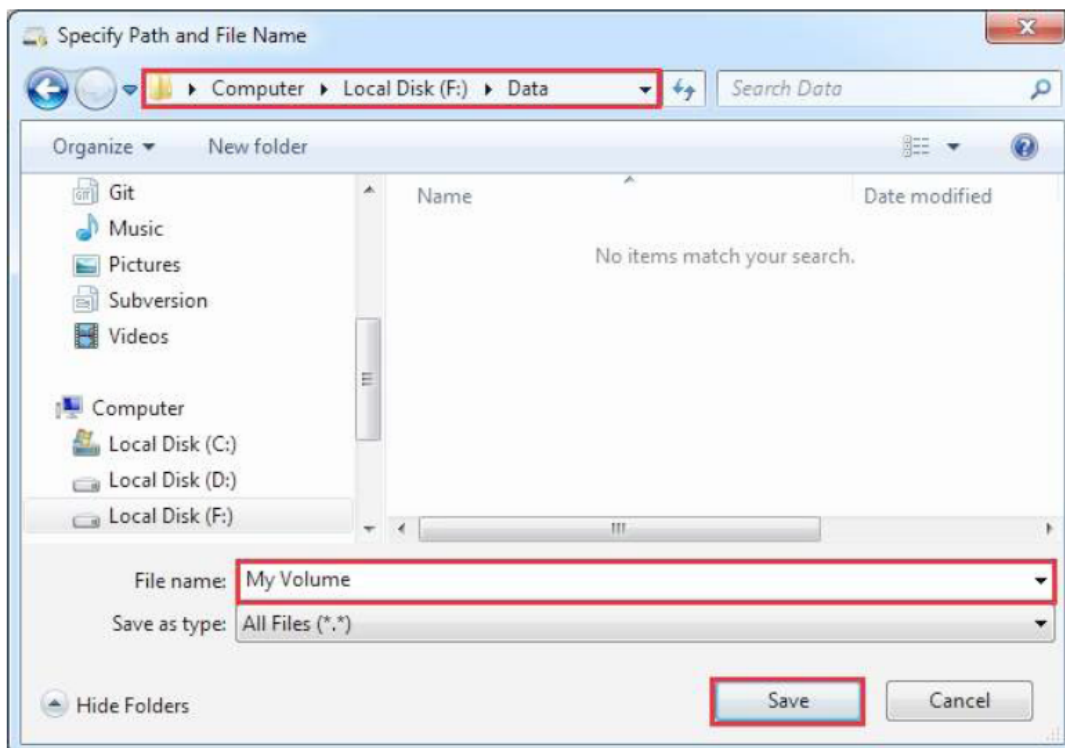 Specify Path and File Name
Computer Local Disk (F:) Data Search Data
Organize New folder
Name Date modified
No items match your search.
Git
Music
Pictures
Subversion
Videos
Computer
Local Disk (C:)
Local Disk (D:)
Local Disk (F:)
File name: My Volume
Save as type: All Files (*.*)
Hide Folders Save Cancel